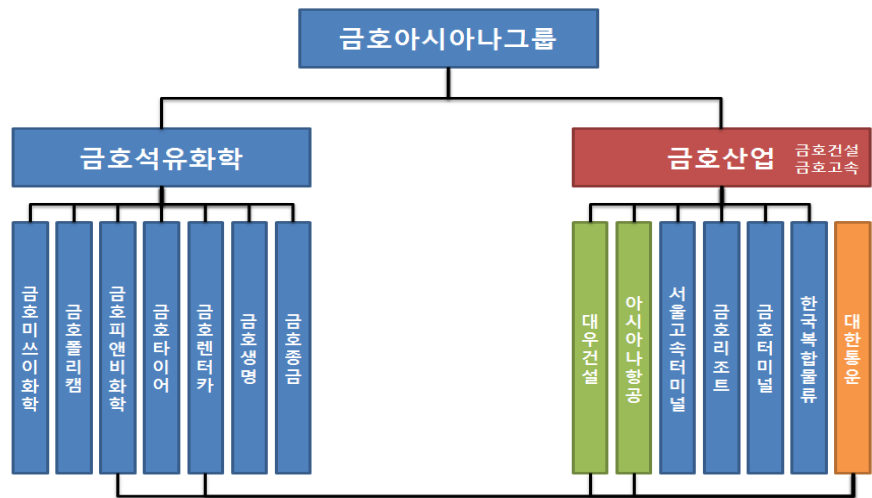 금호아시아나그룹
금호석유화학
금호산업
금호건설
금호고속
금호미쓰이화학
금호폴리캠
금호피앤비화학
금호타이어
금호렌터카
금호생명
금호종금
대우건설
아시아나항공
서울고속터미널
금호리조트
금호터미널
한국복합물류
대한통운